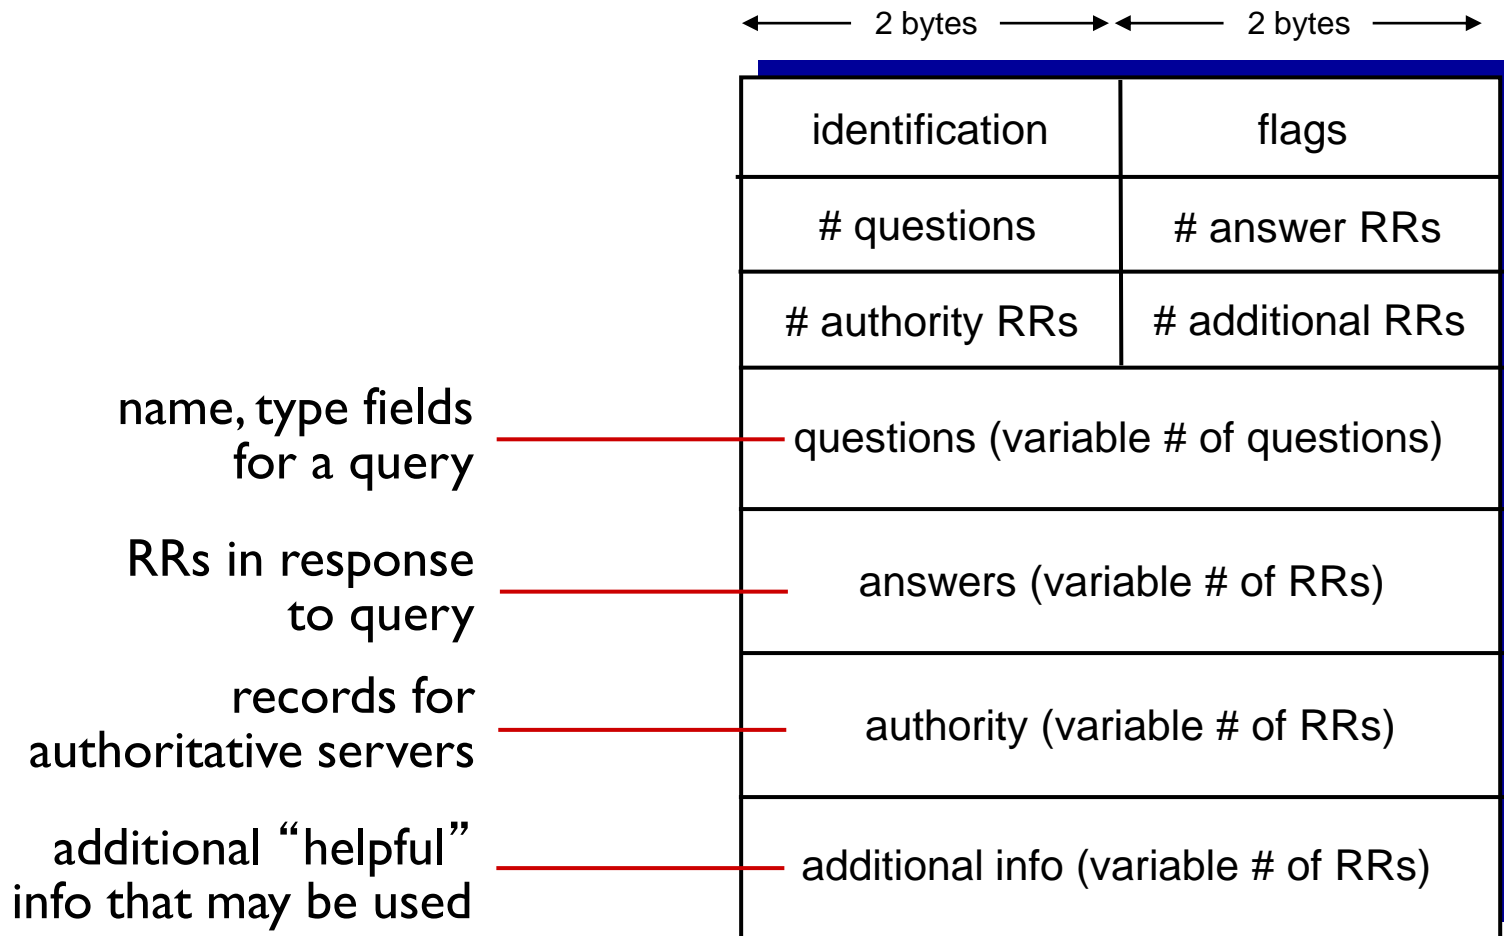 2 bytes 2 bytes
identification flags
# questions # answer RRs
# authority RRs # additional RRs
name, type fields
for a query
questions (variable # of questions)
RRs in response
to query
answers (variable # of RRs)
records for
authoritative servers
authority (variable # of RRs)
additional “helpful”
info that may be used
additional info (variable # of RRs)